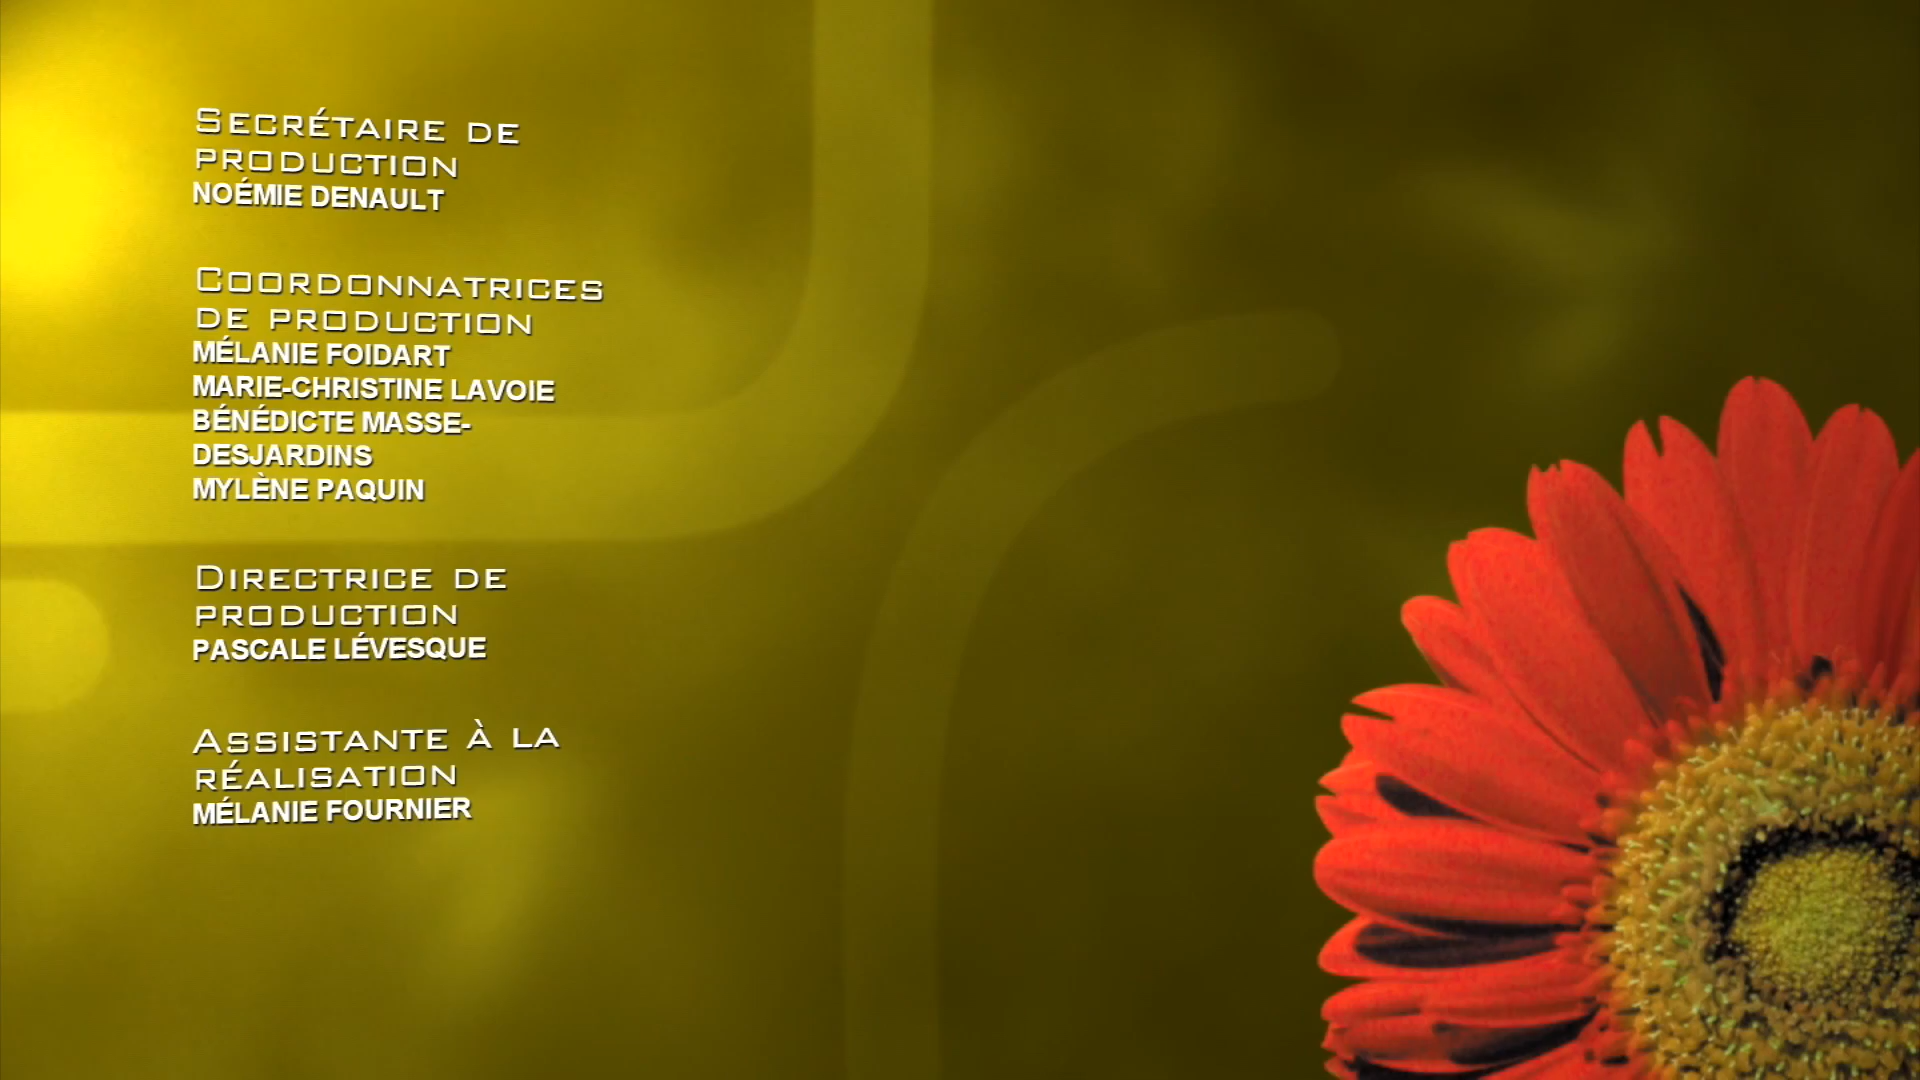 Secrétaire de
production
NOÉMIE DENAULT
Coordonnatrices
de production
MÉLANIE FOIDART
MARIE-CHRISTINE LAVOIE
BÉNÉDICTE MASSE-
DESJARDINS
MYLÈNE PAQUIN
Directrice de
production
PASCALE LÉVESQUE
Assistante à la
réalisation
MÉLANIE FOURNIER